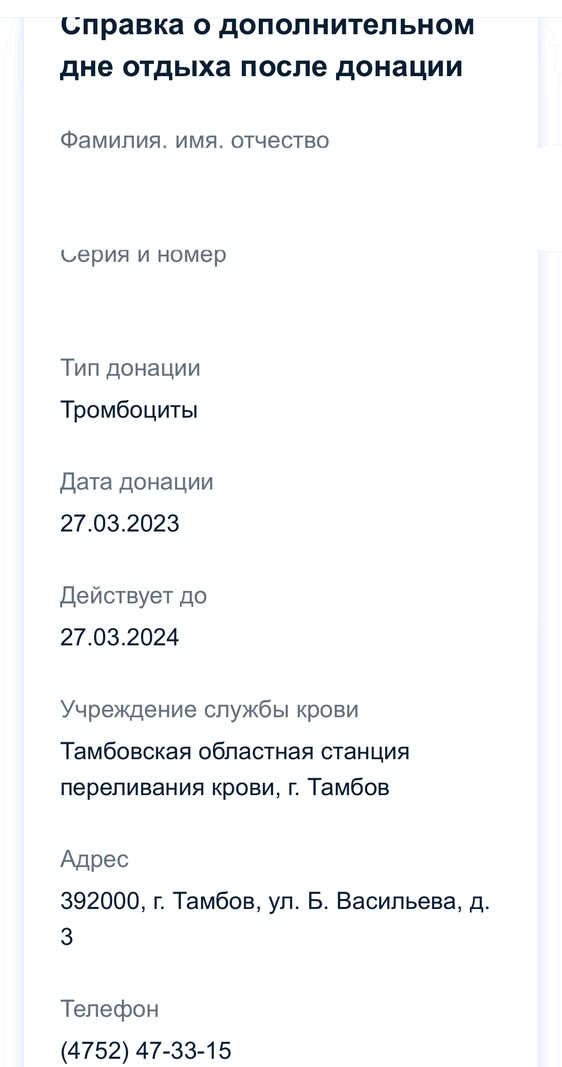 Справка о дополнительном
дне отдыха после донации
Фамилия. имя. отчество
Серия и номер
Тип донации
Тромбоциты
Дата донации
27.03.2023
Действует до
27.03.2024
Учреждение службы крови
Тамбовская областная станция
переливания крови, г. Тамбов
Адрес
392000, г. Тамбов, ул. Б. Васильева, д.
3
Телефон
(4752) 47-33-15